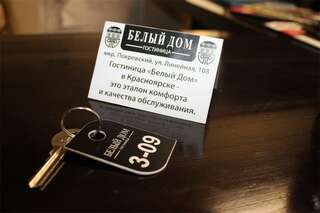 БЕЛЫЙ ДОМ
ГОСТИНИЦА
мкр. Покровский, ул. Линейная, 108
Гостиница «Белый Дом»
в Красноярске -
это эталон комфорта
и качества обслуживания.
БЕЛЫЙ ДОМ
3-09